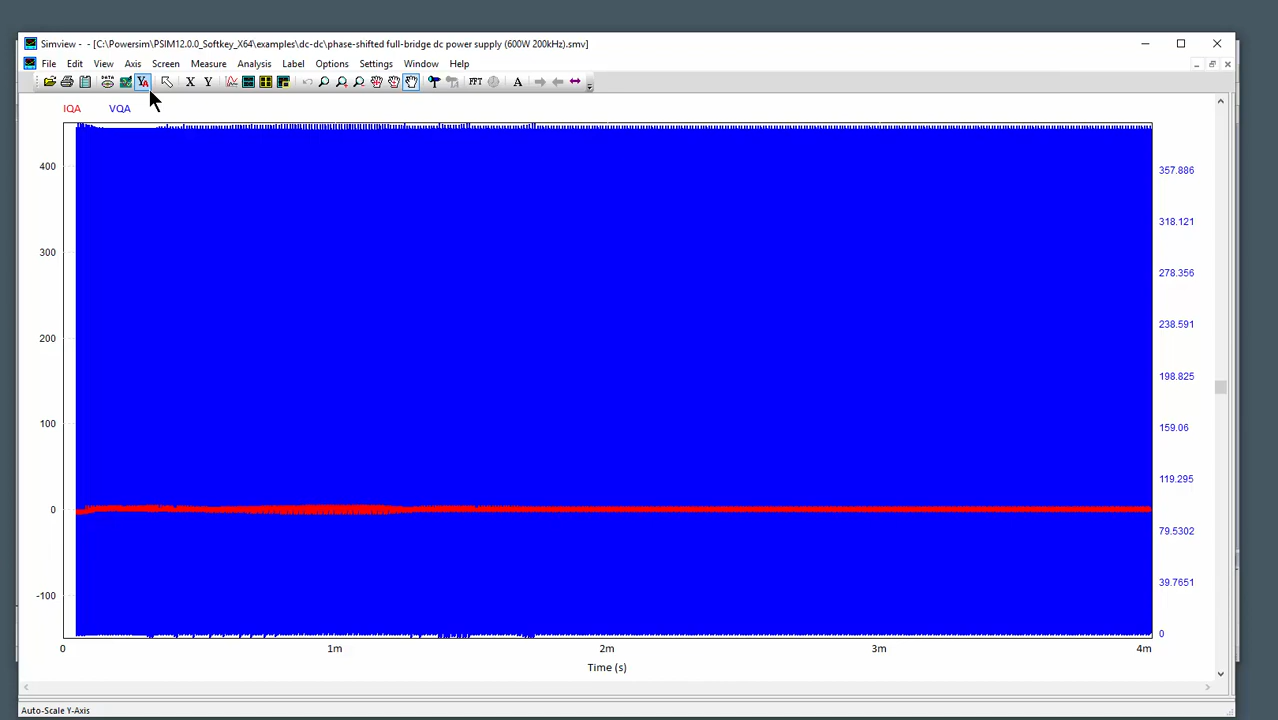 Simview - - [C:\Powersim\PSIM12.0.0_Softkey_X64\examples\dc-dc\phase-shifted full-bridge dc power supply (600W 200kHz).smv]
File Edit View Axis Screen Measure Analysis Label Options Settings Window Help
YA X Y FFT A
IQA VQA
400
357.886
318.121
300
278.356
238.591
200
198.825
159.06
100
119.295
0
79.5302
39.7651
-100
0
0 1m 2m 3m 4m
Time (s)
Auto-Scale Y-Axis